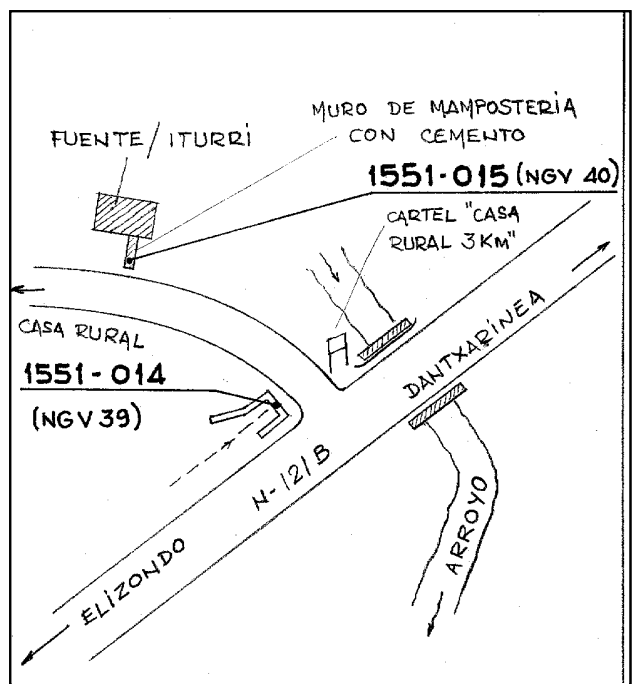 FUENTE / ITURRI
MURO DE MAMPOSTERIA
CON CEMENTO
1551-015 (NGV 40)
CARTEL "CASA
RURAL 3 Km"
CASA RURAL
1551-014
(NGV 39)
DANTXARINEA
N-121B
ELIZONDO
ARROYO